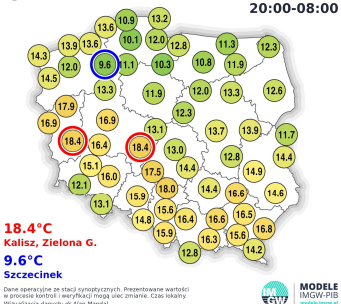 20:00-08:00
10.9 13.2
13.6
13.9 13.6 10.1 12.0 12.8 11.3 12.3
14.3
12.0 9.6 11.1 10.3 10.8 11.9
14.5
13.3 11.9 12.0 13.3 12.6
17.9
16.9 16.9 12.3
13.1 13.7 13.9 11.7
18.4 16.4 18.4 13.0 12.8 14.4
15.1 16.0 17.5 14.4 14.9
12.1 18.0 14.4 16.6 14.6
13.1 15.9
14.8 15.6 16.4 16.6 16.5
15.9 16.3 15.6 16.8
12.8 14.2
18.4°C
Kalisz, Zielona G.
9.6°C
Szczecinek
Dane operacyjne ze stacji synoptycznych. Prezentowane wartości
w procesie kontroli i weryfikacji mogą ulec zmianie. Czas lokalny.
IM
GW
MODELE
IMGW-PIB